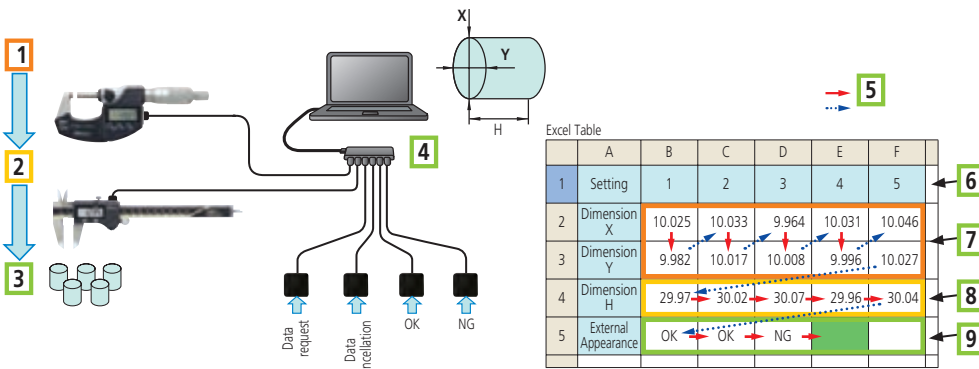 1
2
3
4
X
Y
H
Data
request
Data
ncellation
OK
NG
5
Excel Table
A B C D E F
1 Setting 1 2 3 4 5
2 Dimension X 10.025 10.033 9.964 10.031 10.046
3 Dimension Y 9.982 10.017 10.008 9.996 10.027
4 Dimension H 29.97 30.02 30.07 29.96 30.04
5 External Appearance OK OK NG
6
7
8
9